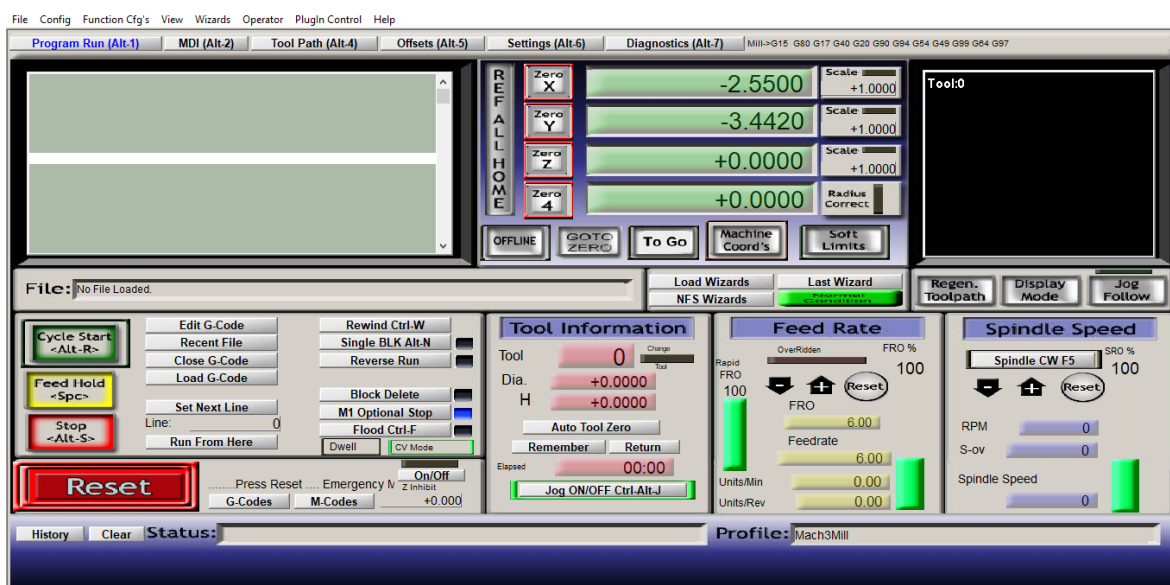 File Config Function Cfg's View Wizards Operator PlugIn Control Help
Program Run (Alt-1) MDI (Alt-2) Tool Path (Alt-4) Offsets (Alt-5) Settings (Alt-6) Diagnostics (Alt-7) Mill->G15 G80 G17 G40 G20 G90 G94 G54 G49 G99 G64 G97
REF ALL HOME
Zero X -2.5500 Scale +1.0000
Zero Y -3.4420 Scale +1.0000
Zero Z +0.0000 Scale +1.0000
Zero 4 +0.0000 Radius Correct
OFFLINE GOTO ZERO To Go Machine Coord's Soft Limits
Tool:0
File: No File Loaded.
Load Wizards Last Wizard
NFS Wizards Normal Condition
Regen. Toolpath Display Mode Jog Follow
Cycle Start <Alt-R>
Feed Hold <Spc>
Stop <Alt-S>
Edit G-Code
Recent File
Close G-Code
Load G-Code
Set Next Line
Line: 0
Run From Here
Rewind Ctrl-W
Single BLK Alt-N
Reverse Run
Block Delete
M1 Optional Stop
Flood Ctrl-F
Dwell CV Mode
Reset
........Press Reset .... Emergency M
G-Codes M-Codes
On/Off
Z Inhibit
+0.000
Tool Information
Tool 0 Change Tool
Dia. +0.0000
H +0.0000
Auto Tool Zero
Remember Return
Elapsed 00:00
Jog ON/OFF Ctrl-Alt-J
Feed Rate
OverRidden FRO %
100
Rapid FRO
100
Reset
FRO
6.00
Feedrate
6.00
Units/Min 0.00
Units/Rev 0.00
Spindle Speed
Spindle CW F5 SRO %
100
Reset
RPM 0
S-ov 0
Spindle Speed
0
History Clear Status: Profile: Mach3Mill